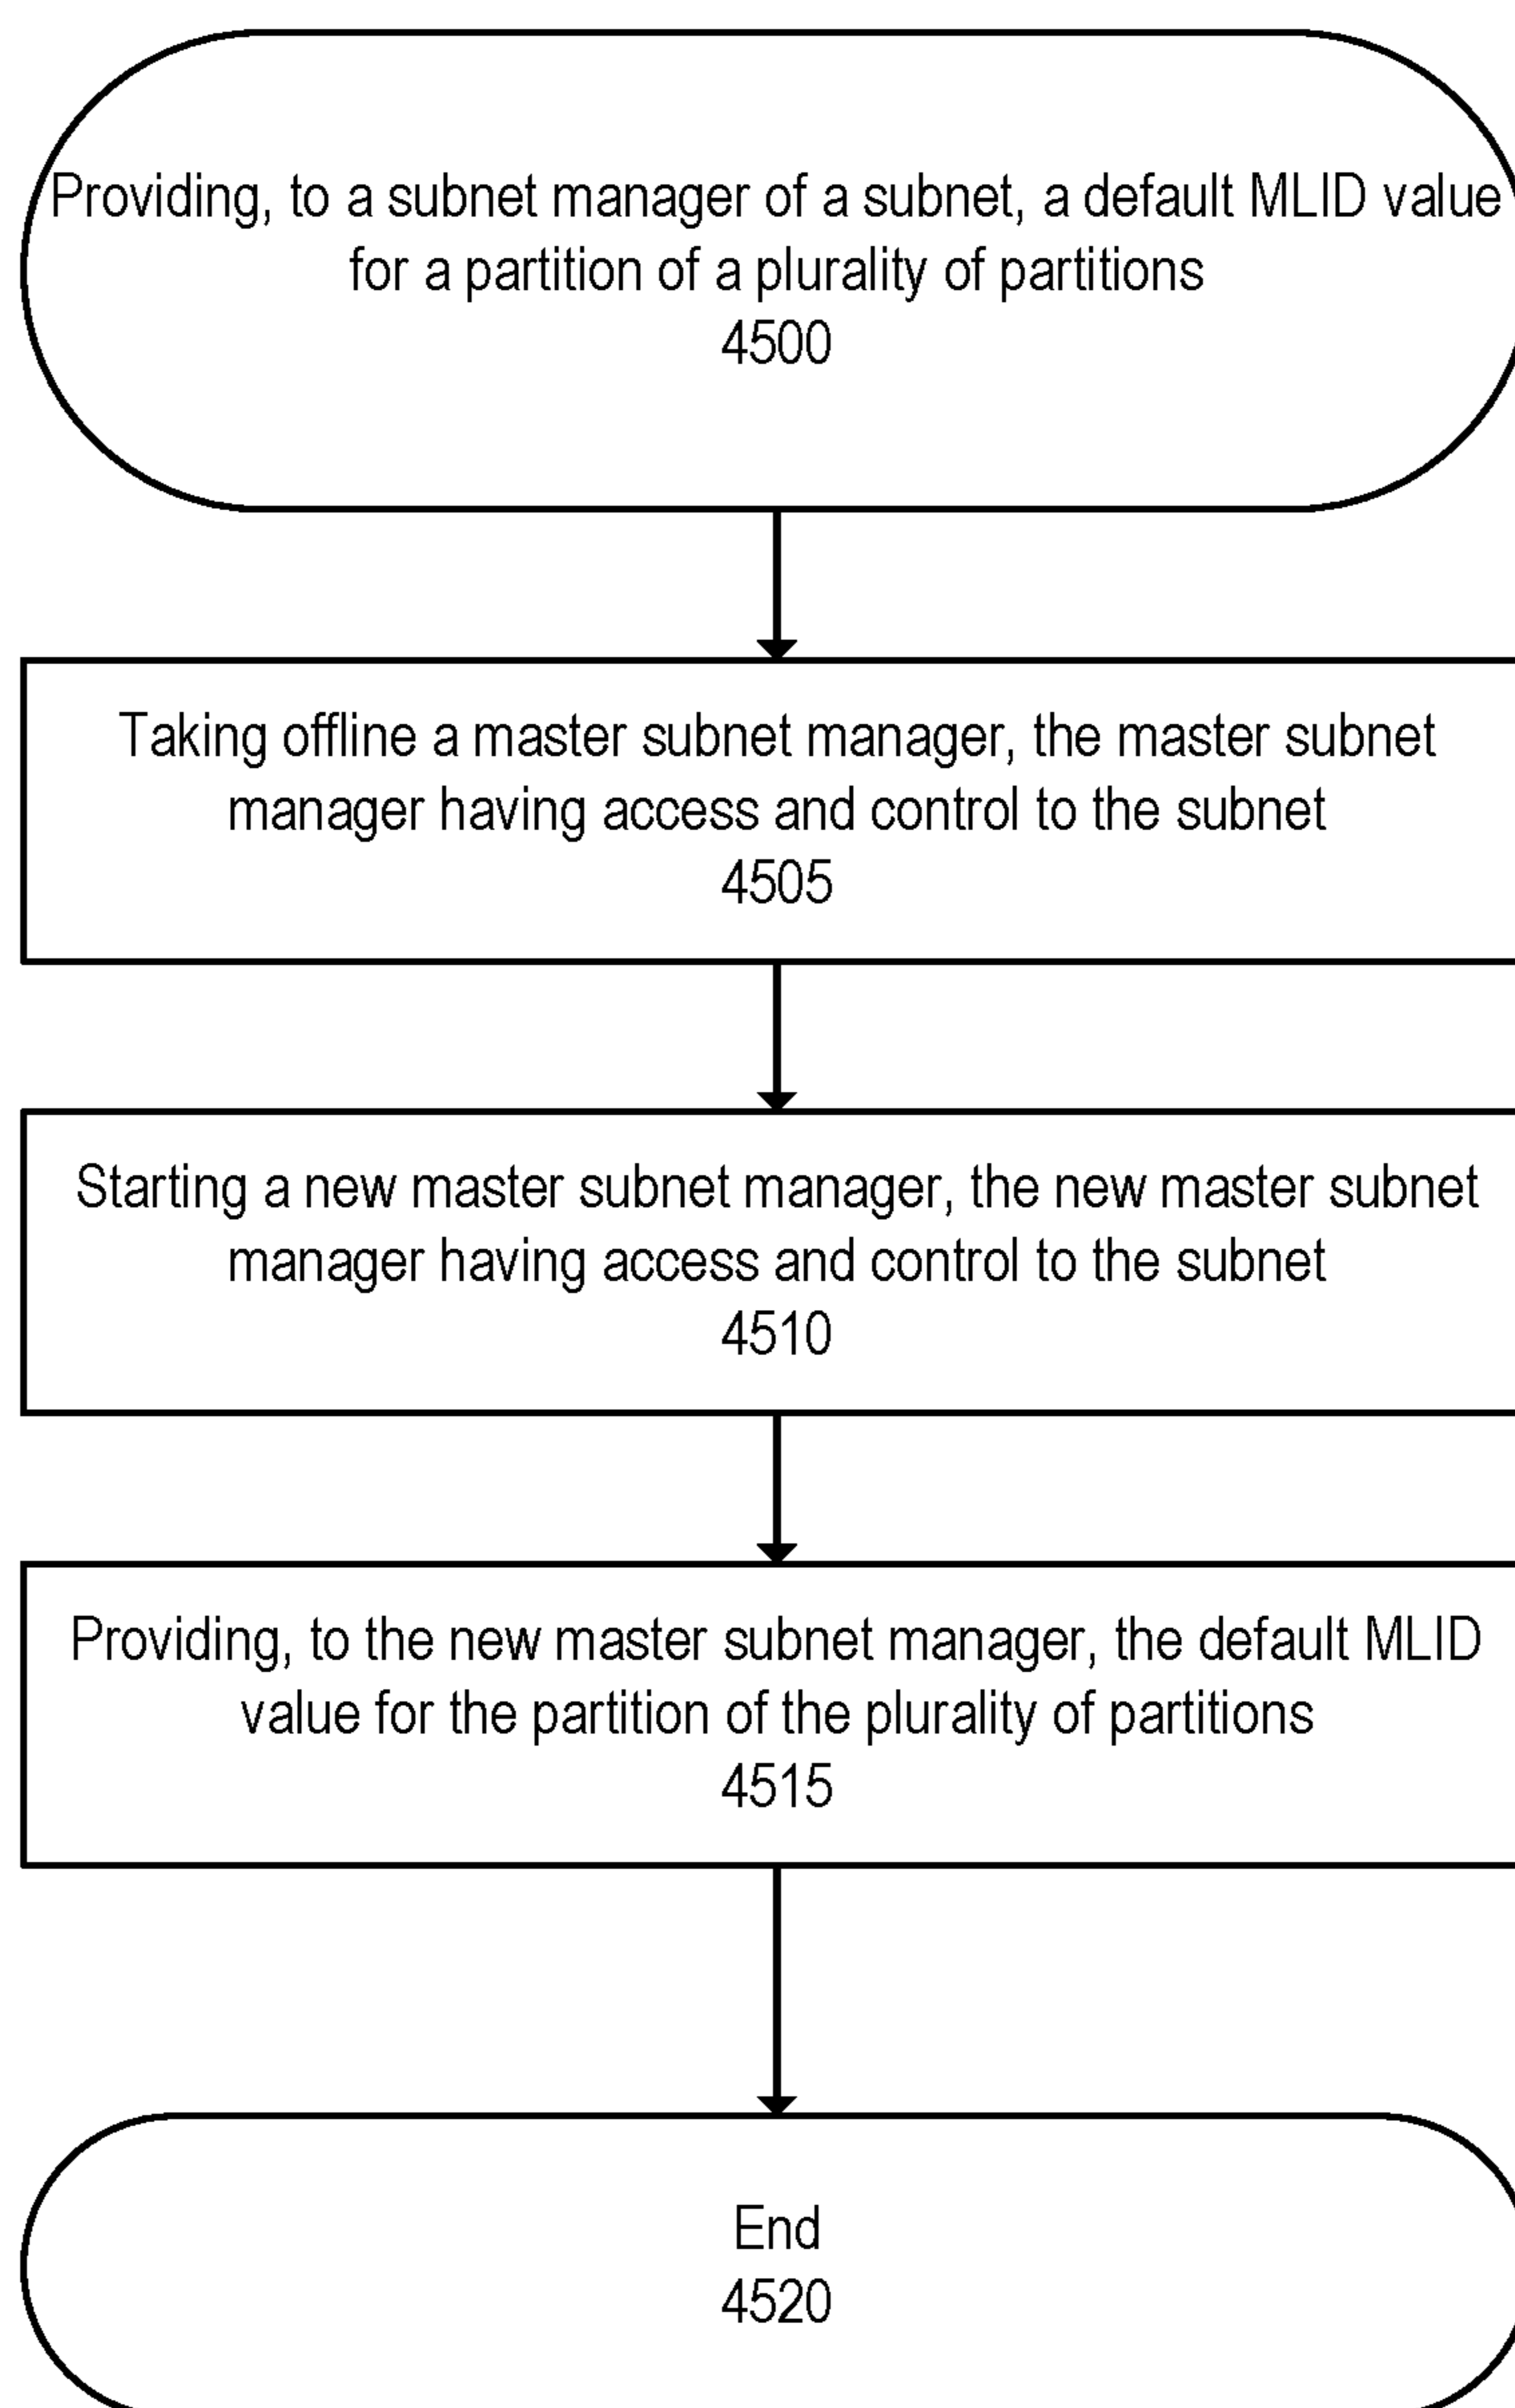 Providing, to a subnet manager of a subnet, a default MLID value
for a partition of a plurality of partitions
4500
Taking offline a master subnet manager, the master subnet
manager having access and control to the subnet
4505
Starting a new master subnet manager, the new master subnet
manager having access and control to the subnet
4510
Providing, to the new master subnet manager, the default MLID
value for the partition of the plurality of partitions
4515
End
4520